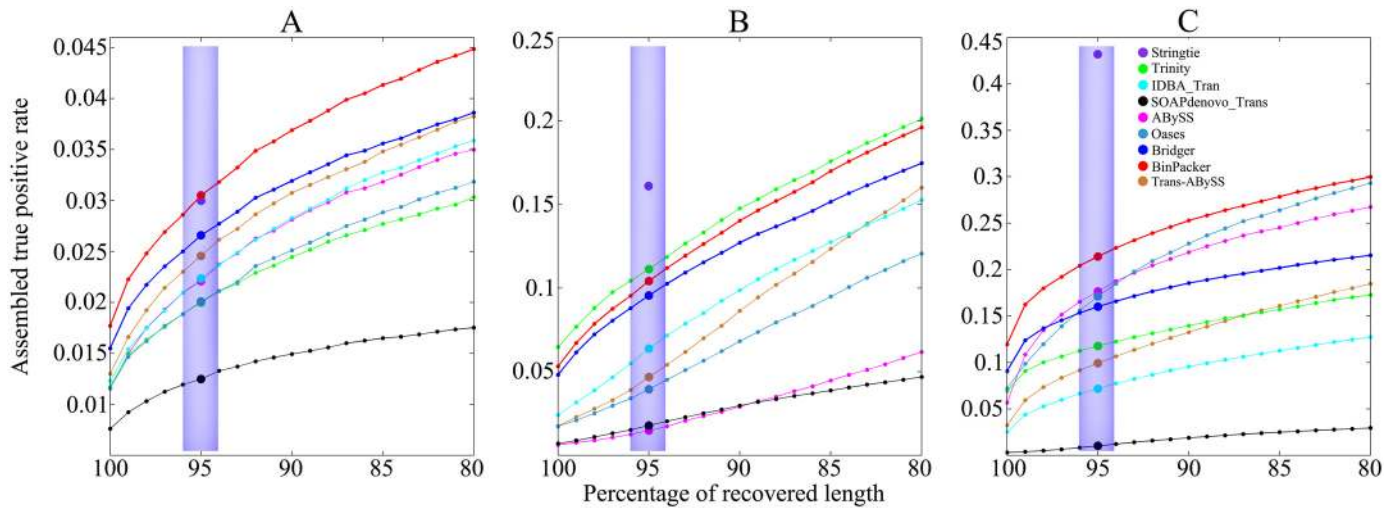 A
B
C
Assembled true positive rate
0.045
0.04
0.035
0.03
0.025
0.02
0.015
0.01
100
95
90
85
80
0.25
0.2
0.15
0.1
0.05
100
95
90
85
80
Percentage of recovered length
0.45
0.4
0.35
0.3
0.25
0.2
0.15
0.1
0.05
100
95
90
85
80
Stringtie
Trinity
IDBA_Tran
SOAPdenovo_Trans
ABySS
Oases
Bridger
BinPacker
Trans-ABySS